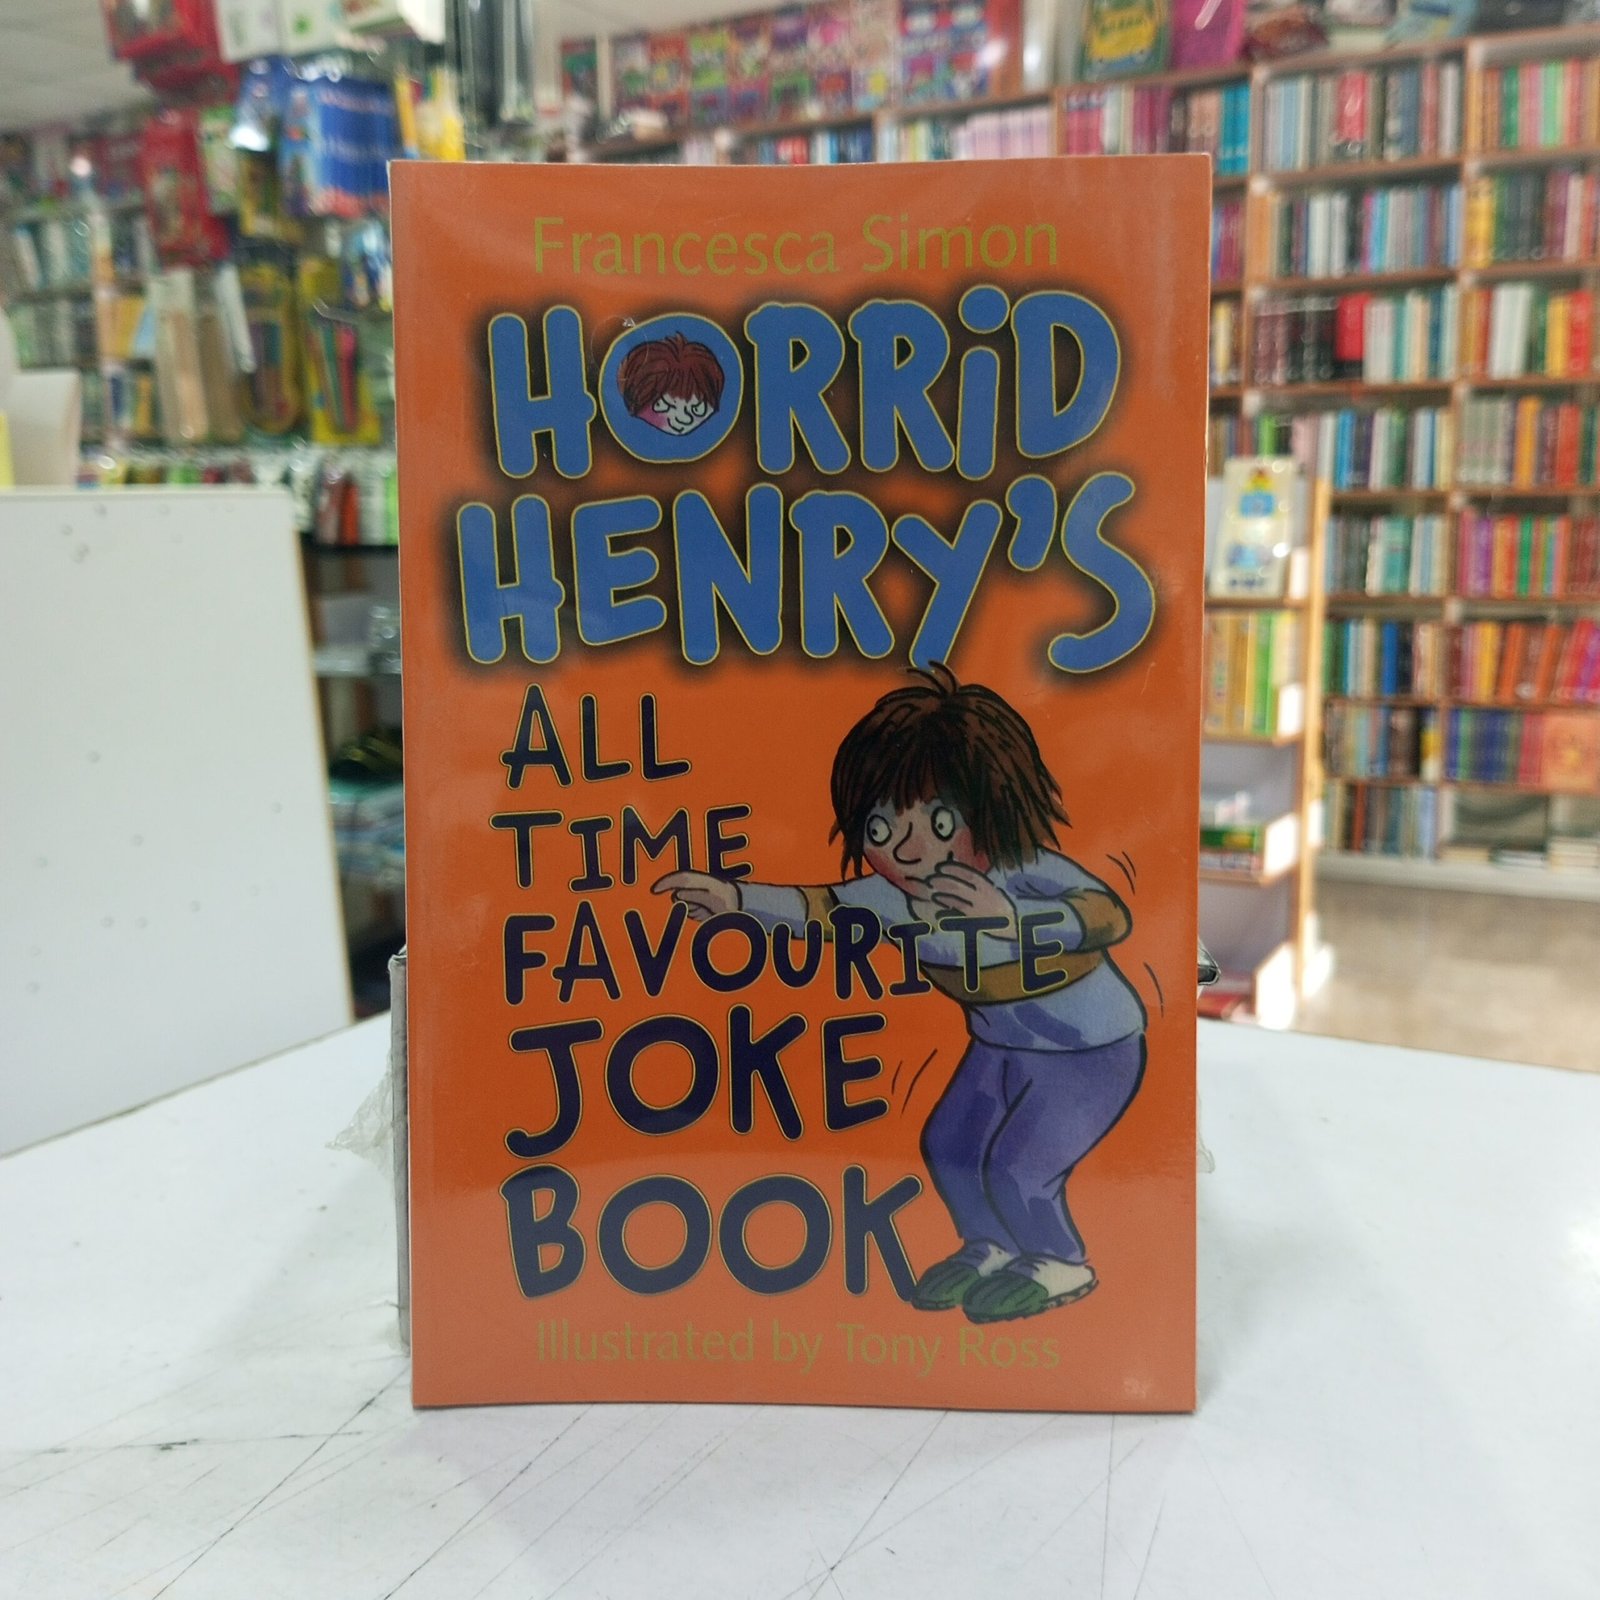 Francesca Simon
HORRiD
HENRY'S
ALL
TIME
FAVOURITE
JOKE
BOOK
Illustrated by Tony Ross